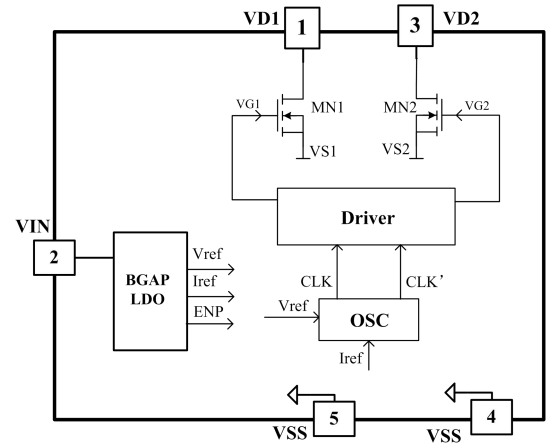 VD1
1
3
VD2
VG1
MN1
MN2
VG2
VS1
VS2
VIN
2
Driver
BGAP
LDO
Vref
Iref
ENP
CLK
CLK’
Vref
OSC
Iref
VSS
5
VSS
4